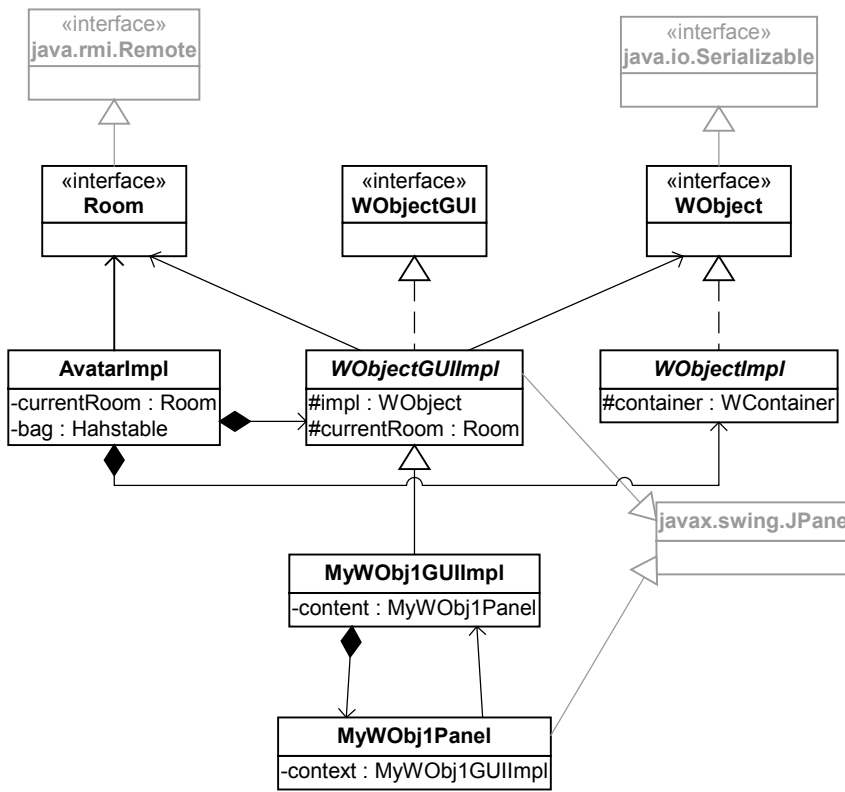 «interface»
java.rmi.Remote
«interface»
java.io.Serializable
«interface»
Room
«interface»
WObjectGUI
«interface»
WObject
AvatarImpl
-currentRoom : Room
-bag : Hahstable
WObjectGUIImpl
#impl : WObject
#currentRoom : Room
WObjectImpl
#container : WContainer
javax.swing.JPane
MyWObj1GUIImpl
-content : MyWObj1Panel
MyWObj1Panel
-context : MyWObj1GUIImpl